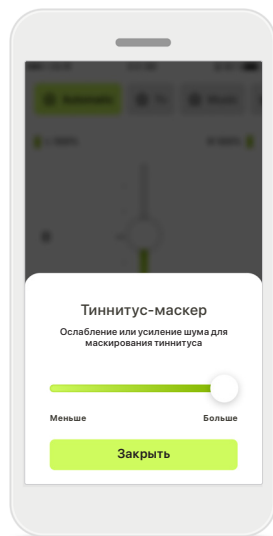 Тиннитус-маскер
Ослабление или усиление шума для
маскирования тиннитуса
Меньше
Больше
Закрыть